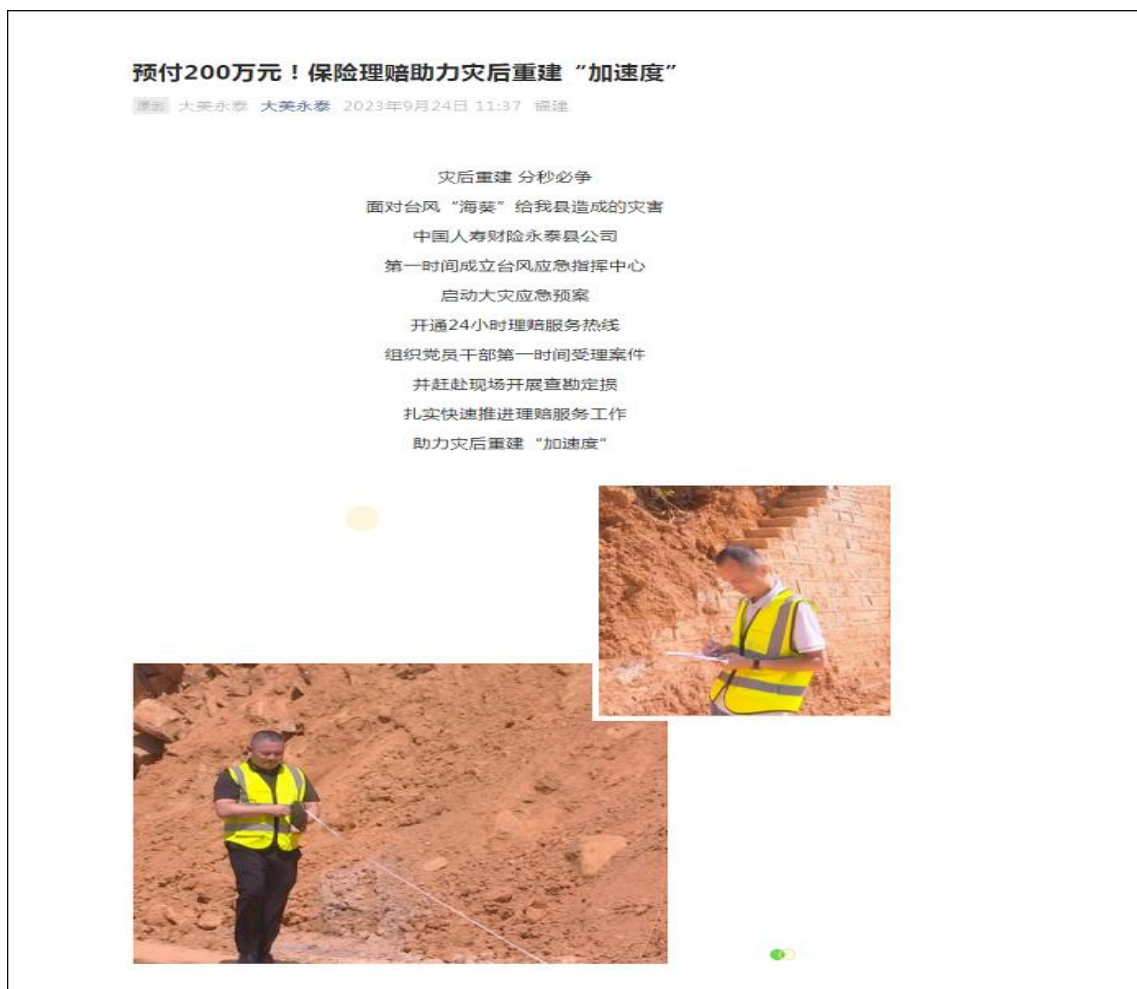 预付200万元！保险理赔助力灾后重建“加速度”
原创 大美永泰 大美永泰 2023年9月24日 11:37 福建
灾后重建 分秒必争
面对台风“海葵”给我县造成的灾害
中国人寿财险永泰县公司
第一时间成立台风应急指挥中心
启动大灾应急预案
开通24小时理赔服务热线
组织党员干部第一时间受理案件
并赶赴现场开展查勘定损
扎实快速推进理赔服务工作
助力灾后重建“加速度”